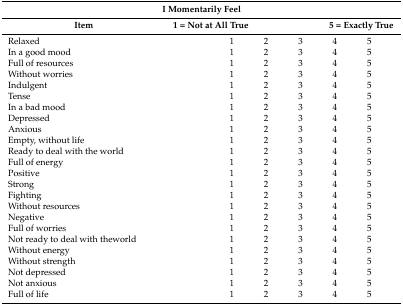 I Momentarily Feel
Item 1 = Not at All True 5 = Exactly True
Relaxed 1 2 3 4 5
In a good mood 1 2 3 4 5
Full of resources 1 2 3 4 5
Without worries 1 2 3 4 5
Indulgent 1 2 3 4 5
Tense 1 2 3 4 5
In a bad mood 1 2 3 4 5
Depressed 1 2 3 4 5
Anxious 1 2 3 4 5
Empty, without life 1 2 3 4 5
Ready to deal with the world 1 2 3 4 5
Full of energy 1 2 3 4 5
Positive 1 2 3 4 5
Strong 1 2 3 4 5
Fighting 1 2 3 4 5
Without resources 1 2 3 4 5
Negative 1 2 3 4 5
Full of worries 1 2 3 4 5
Not ready to deal with theworld 1 2 3 4 5
Without energy 1 2 3 4 5
Without strength 1 2 3 4 5
Not depressed 1 2 3 4 5
Not anxious 1 2 3 4 5
Full of life 1 2 3 4 5